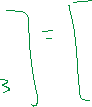 ] = [
3